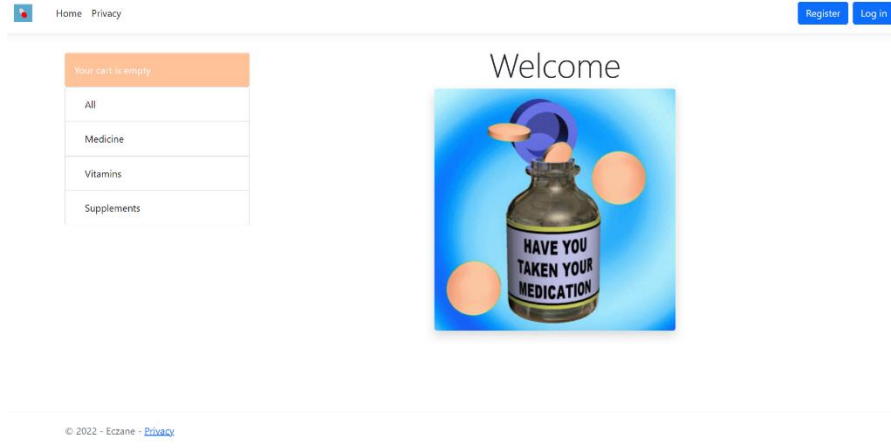 Home Privacy
Register Log in
Your cart is empty
All
Medicine
Vitamins
Supplements
Welcome
HAVE YOU
TAKEN YOUR
MEDICATION
© 2022 - Eczane - Privacy